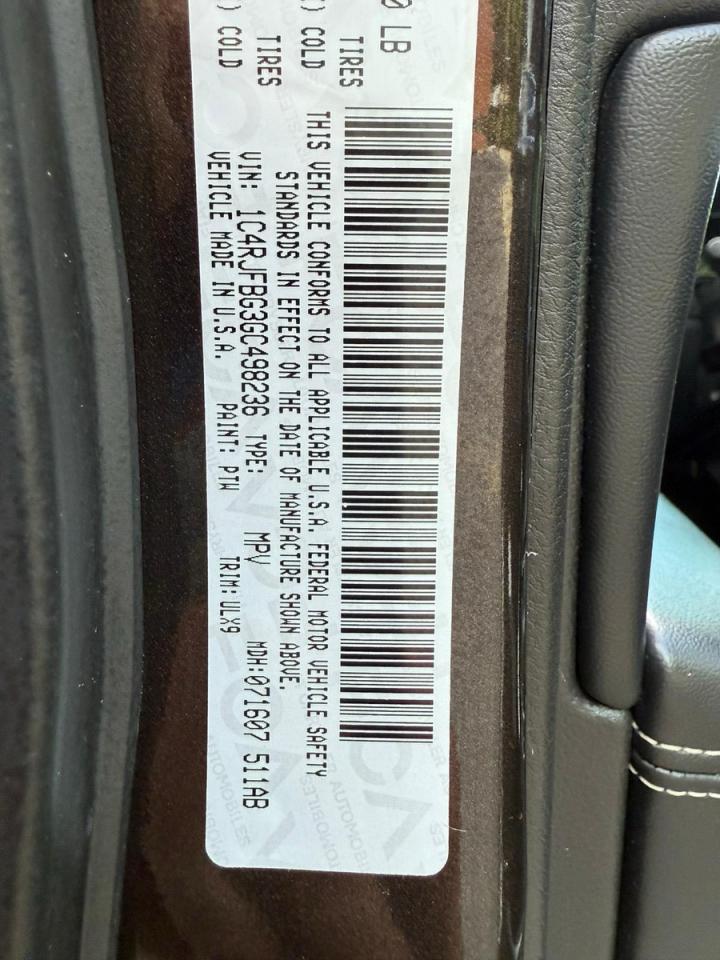 0 LB
TIRES
) COLD
TIRES
) COLD
THIS VEHICLE CONFORMS TO ALL APPLICABLE U.S.A. FEDERAL MOTOR VEHICLE SAFETY
STANDARDS IN EFFECT ON THE DATE OF MANUFACTURE SHOWN ABOVE.
VIN: 1C4RJFBG3GC498236 TYPE: MPV MDH:071607 511AB
VEHICLE MADE IN U.S.A. PAINT: PTW TRIM: ULX9